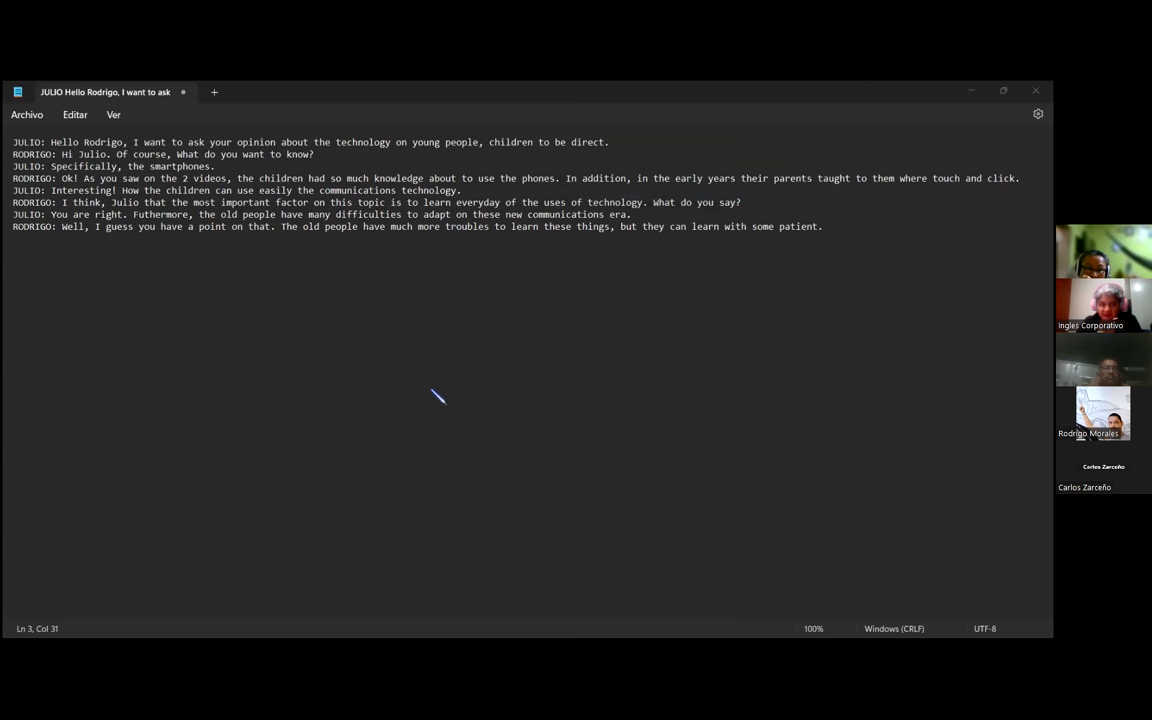 JULIO Hello Rodrigo, I want to ask
Archivo Editar Ver
JULIO: Hello Rodrigo, I want to ask your opinion about the technology on young people, children to be direct.
RODRIGO: Hi Julio. Of course, What do you want to know?
JULIO: Specifically, the smartphones.
RODRIGO: Ok! As you saw on the 2 videos, the children had so much knowledge about to use the phones. In addition, in the early years their parents taught to them where touch and click.
JULIO: Interesting! How the children can use easily the communications technology.
RODRIGO: I think, Julio that the most important factor on this topic is to learn everyday of the uses of technology. What do you say?
JULIO: You are right. Futhermore, the old people have many difficulties to adapt on these new communications era.
RODRIGO: Well, I guess you have a point on that. The old people have much more troubles to learn these things, but they can learn with some patient.
Ingles Corporativo
Rodrigo Morales
Carlos Zarceño
Carlos Zarceño
Ln 3, Col 31 100% Windows (CRLF) UTF-8